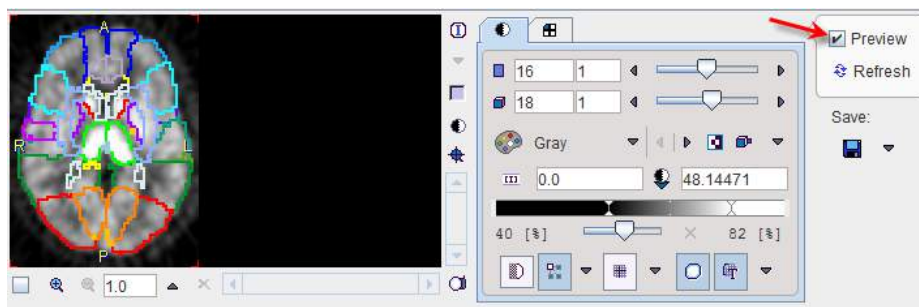 A
R
L
P
1.0
16 1
18 1
Gray
0.0 48.14471
40 [%] 82 [%]
Preview
Refresh
Save: